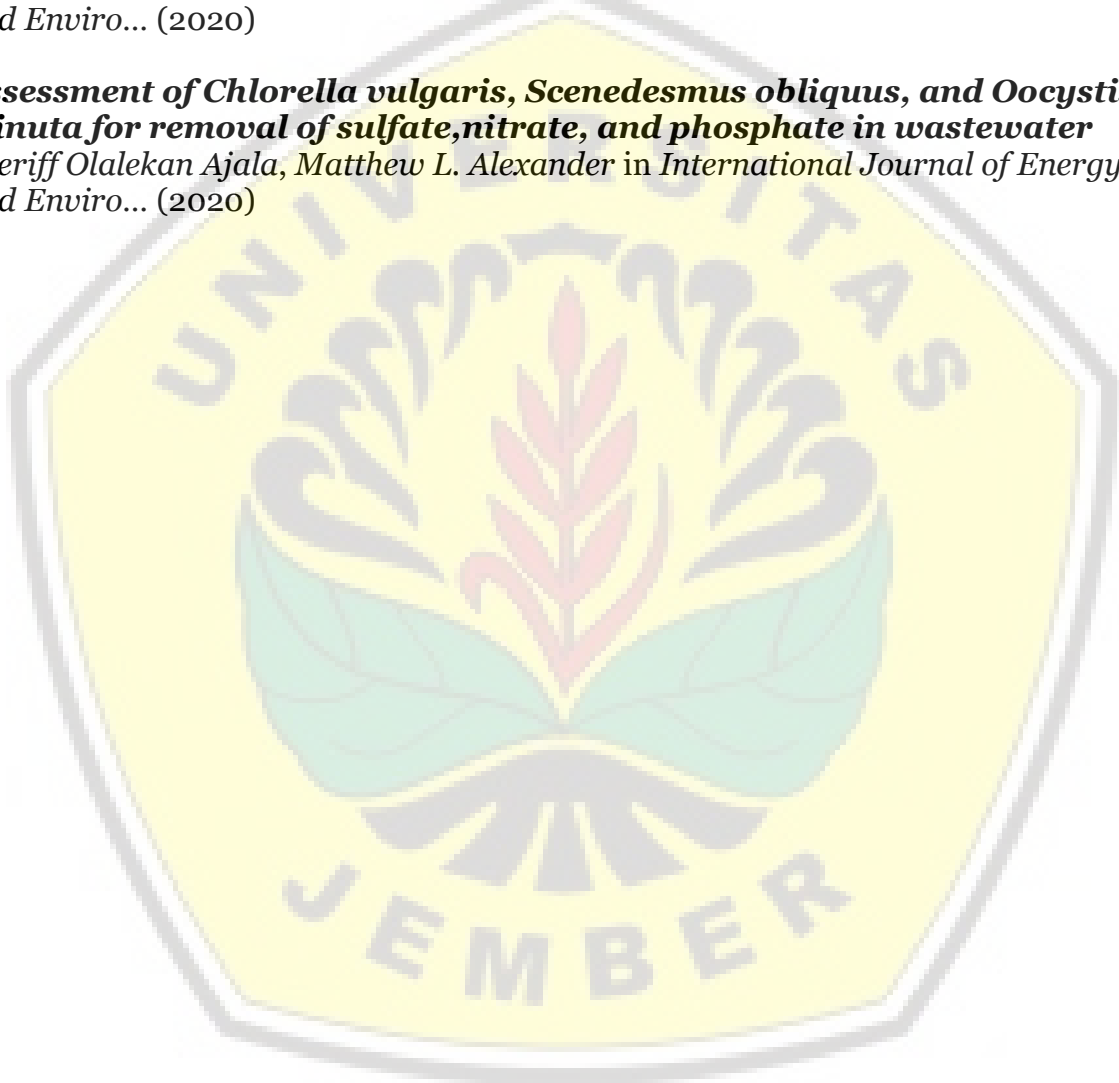 d Enviro... (2020)
ssessment of Chlorella vulgaris, Scenedesmus obliquus, and Oocysti
inuta for removal of sulfate,nitrate, and phosphate in wastewater
eriff Olalekan Ajala, Matthew L. Alexander in International Journal of Energy
d Enviro... (2020)
UNIVERSITAS
JEMBER